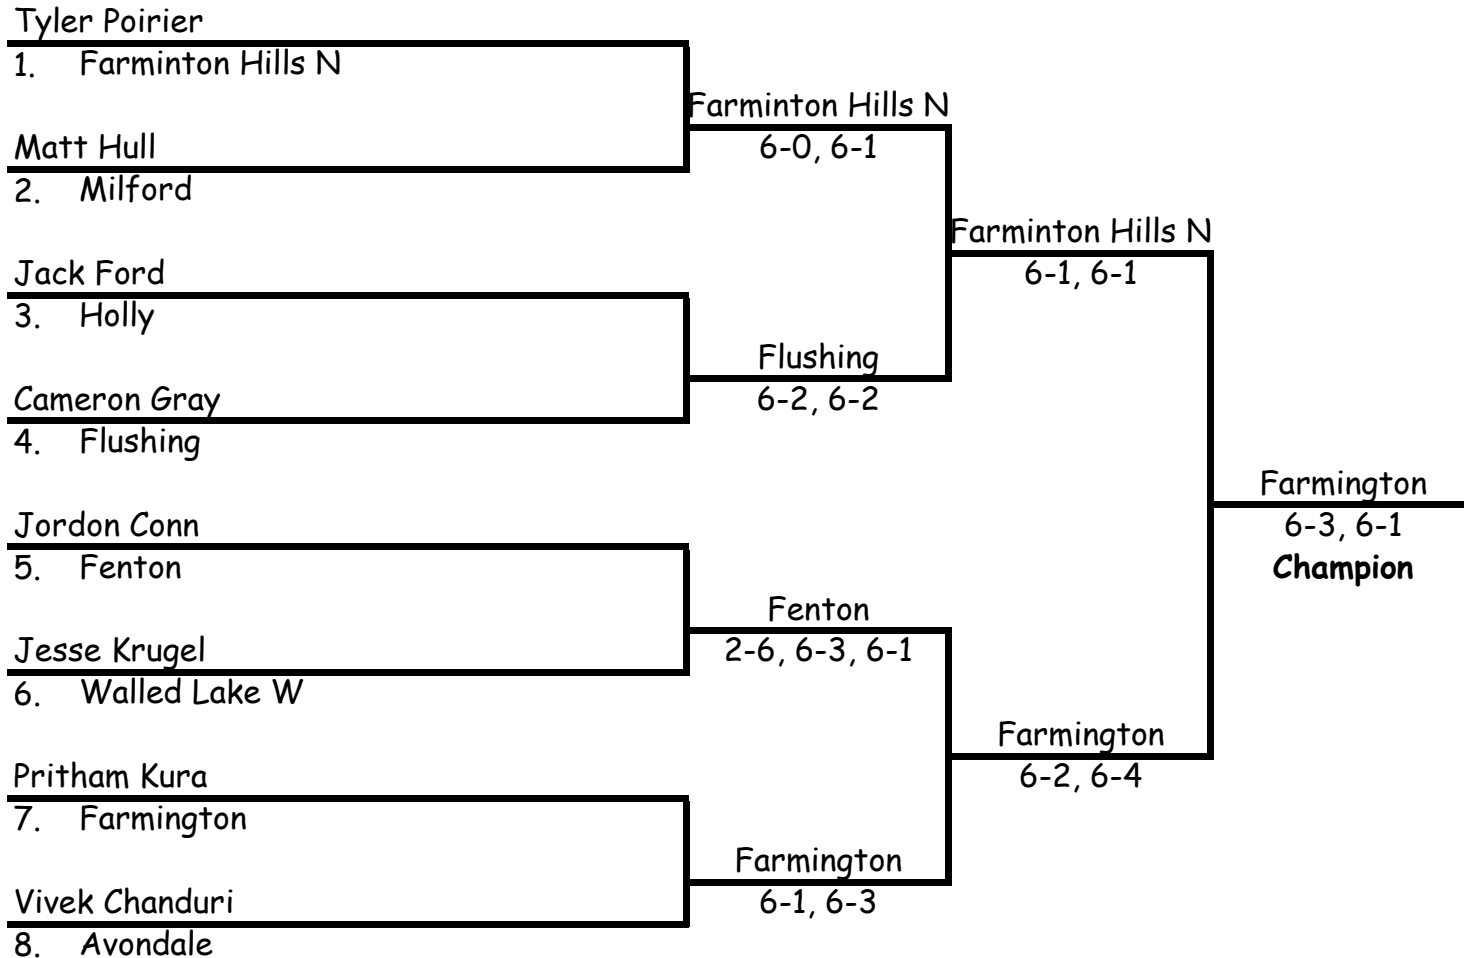 Tyler Poirier
1. Farminton Hills N
Farminton Hills N
Matt Hull
6-0, 6-1
2. Milford
Farminton Hills N
Jack Ford
6-1, 6-1
3. Holly
Flushing
Cameron Gray
6-2, 6-2
4. Flushing
Farmington
Jordon Conn
6-3, 6-1
5. Fenton
Champion
Fenton
Jesse Krugel
2-6, 6-3, 6-1
6. Walled Lake W
Farmington
Pritham Kura
6-2, 6-4
7. Farmington
Farmington
Vivek Chanduri
6-1, 6-3
8. Avondale